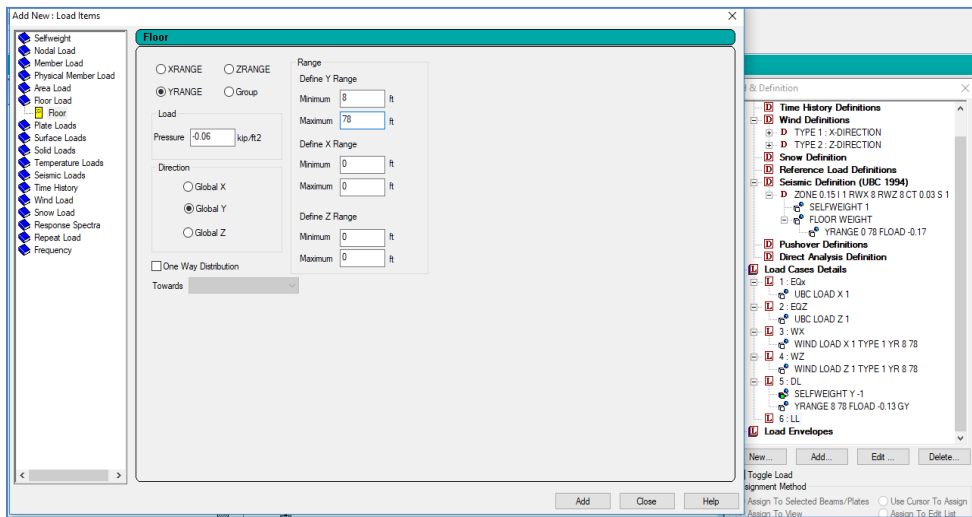 Add New : Load Items
Selfweight
Nodal Load
Member Load
Physical Member Load
Area Load
Floor Load
Floor
Plate Loads
Surface Loads
Solid Loads
Temperature Loads
Seismic Loads
Time History
Wind Load
Snow Load
Response Spectra
Repeat Load
Frequency
Floor
XRANGE ZRANGE
YRANGE Group
Load
Pressure -0.06 kip/ft2
Direction
Global X
Global Y
Global Z
One Way Distribution
Towards
Range
Define Y Range
Minimum 8 ft
Maximum 78 ft
Define X Range
Minimum 0 ft
Maximum 0 ft
Define Z Range
Minimum 0 ft
Maximum 0 ft
Add Close Help
& Definition
D Time History Definitions
D Wind Definitions
D TYPE 1 : X-DIRECTION
D TYPE 2 : Z-DIRECTION
D Snow Definition
D Reference Load Definitions
D Seismic Definition (UBC 1994)
D ZONE 0.15 I 1 RWX 8 RWZ 8 CT 0.03 S 1
SELFWEIGHT 1
FLOOR WEIGHT
YRANGE 0 78 FLOAD -0.17
D Pushover Definitions
D Direct Analysis Definition
L Load Cases Details
L 1 : EQx
UBC LOAD X 1
L 2 : EQZ
UBC LOAD Z 1
L 3 : WX
WIND LOAD X 1 TYPE 1 YR 8 78
L 4 : WZ
WIND LOAD Z 1 TYPE 1 YR 8 78
L 5 : DL
SELFWEIGHT Y -1
YRANGE 8 78 FLOAD -0.13 GY
L 6 : LL
L Load Envelopes
New... Add... Edit ... Delete...
Toggle Load
signment Method
Assign To Selected Beams/Plates Use Cursor To Assign
Assign To View Assign To Edit List